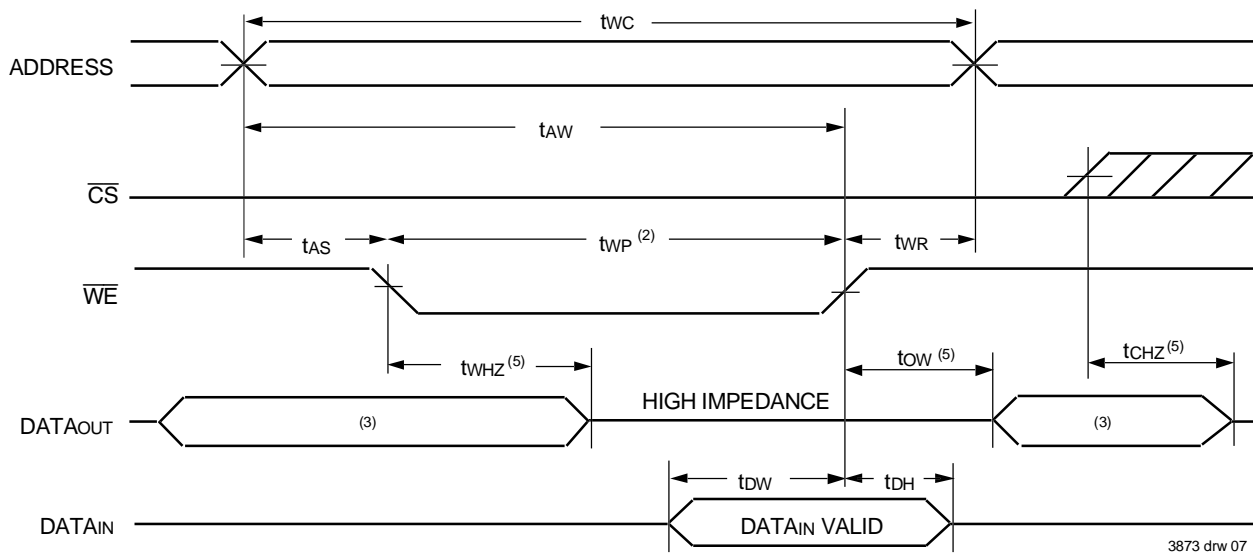 tWC
ADDRESS
tAW
CS
tAS
tWP (2)
tWR
WE
tWHZ (5)
tOW (5)
tCHZ (5)
HIGH IMPEDANCE
DATAOUT
(3)
(3)
tDW
tDH
DATAIN
DATAIN VALID
3873 drw 07